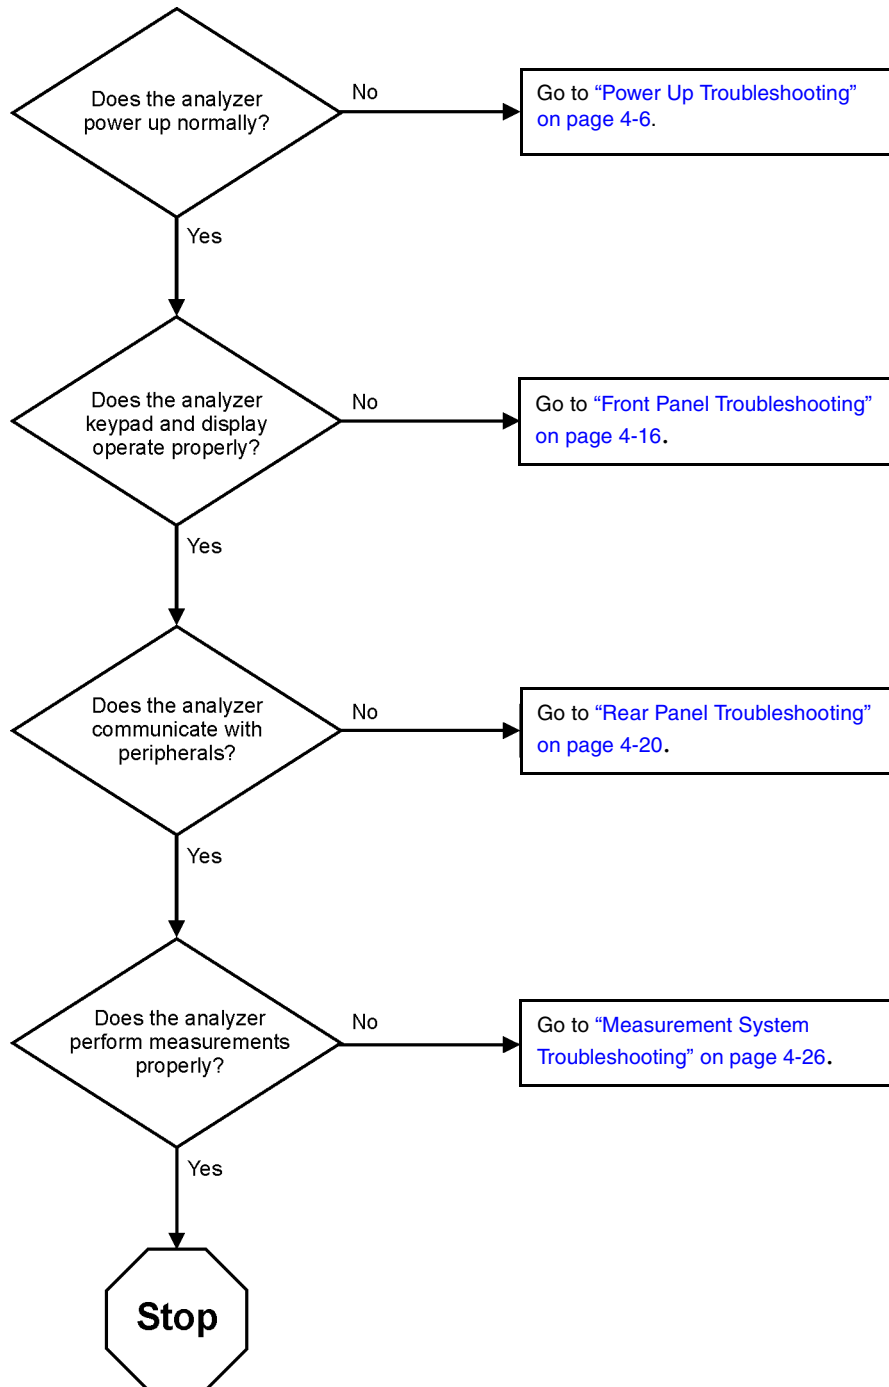 Does the analyzer
power up normally?
No
Go to “Power Up Troubleshooting”
on page 4-6.
Yes
Does the analyzer
keypad and display
operate properly?
No
Go to “Front Panel Troubleshooting”
on page 4-16.
Yes
Does the analyzer
communicate with
peripherals?
No
Go to “Rear Panel Troubleshooting”
on page 4-20.
Yes
Does the analyzer
perform measurements
properly?
No
Go to “Measurement System
Troubleshooting” on page 4-26.
Yes
Stop